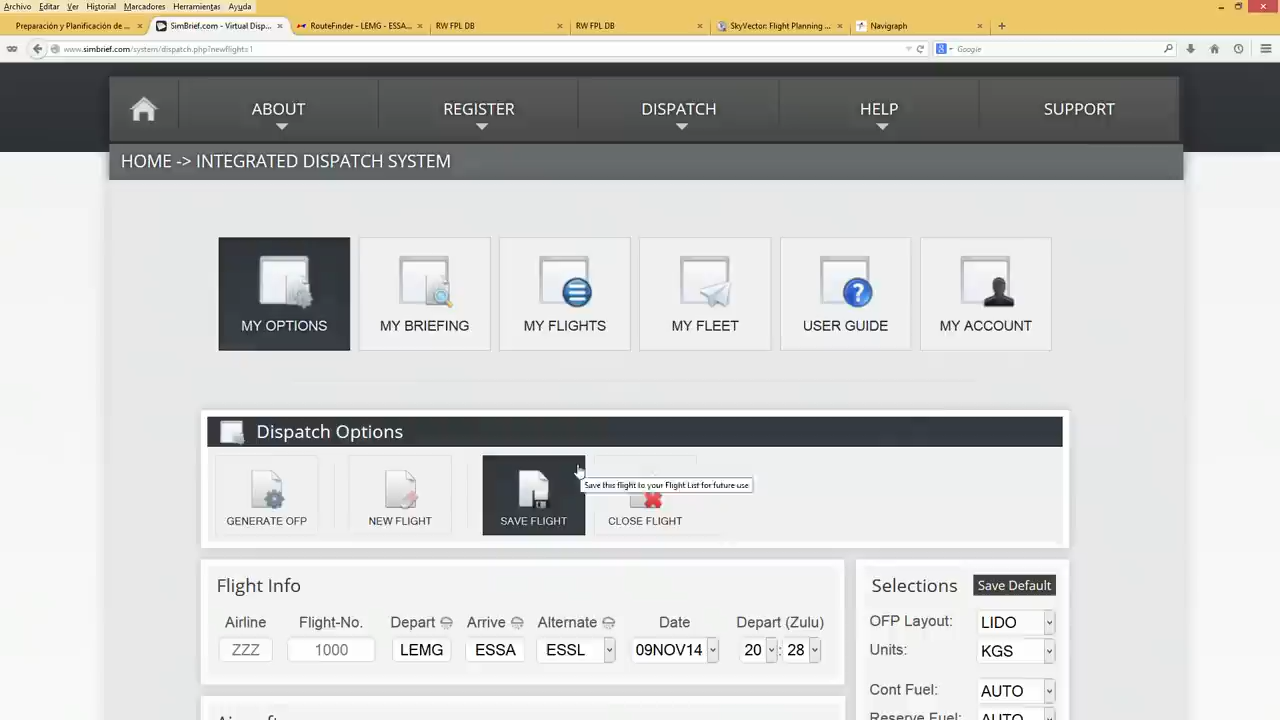 Archivo Editar Ver Historial Marcadores Herramientas Ayuda
Preparación y Planificación de ... × SimBrief.com - Virtual Disp... × RouteFinder - LEMG - ESSA... × RW FPL DB × RW FPL DB × SkyVector: Flight Planning ... × Navigraph × +
www.simbrief.com/system/dispatch.php?newflight=1 Google
ABOUT REGISTER DISPATCH HELP SUPPORT
HOME -> INTEGRATED DISPATCH SYSTEM
MY OPTIONS MY BRIEFING MY FLIGHTS MY FLEET USER GUIDE MY ACCOUNT
Dispatch Options
Save this flight to your Flight List for future use
GENERATE OFP NEW FLIGHT SAVE FLIGHT CLOSE FLIGHT
Flight Info
Airline Flight-No. Depart Arrive Alternate Date Depart (Zulu)
ZZZ 1000 LEMG ESSA ESSL 09NOV14 20 : 28
Selections Save Default
OFP Layout: LIDO
Units: KGS
Cont Fuel: AUTO
Reserve Fuel: AUTO
Aircraft